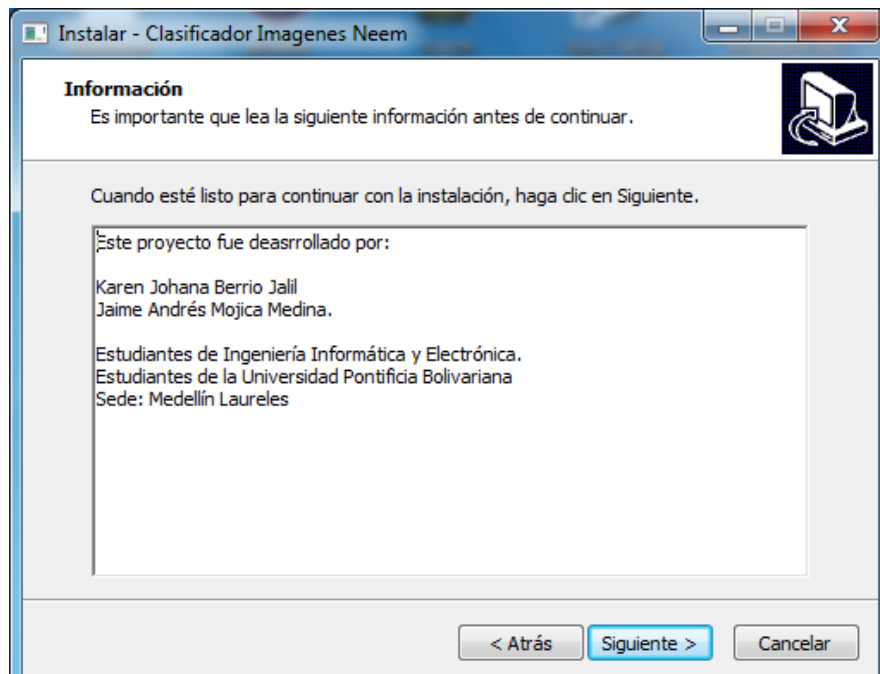 Instalar - Clasificador Imagenes Neem
Información
Es importante que lea la siguiente información antes de continuar.
Cuando esté listo para continuar con la instalación, haga clic en Siguiente.
Este proyecto fue deasrrollado por:
Karen Johana Berrio Jalil
Jaime Andrés Mojica Medina.
Estudiantes de Ingeniería Informática y Electrónica.
Estudiantes de la Universidad Pontificia Bolivariana
Sede: Medellín Laureles
< Atrás
Siguiente >
Cancelar